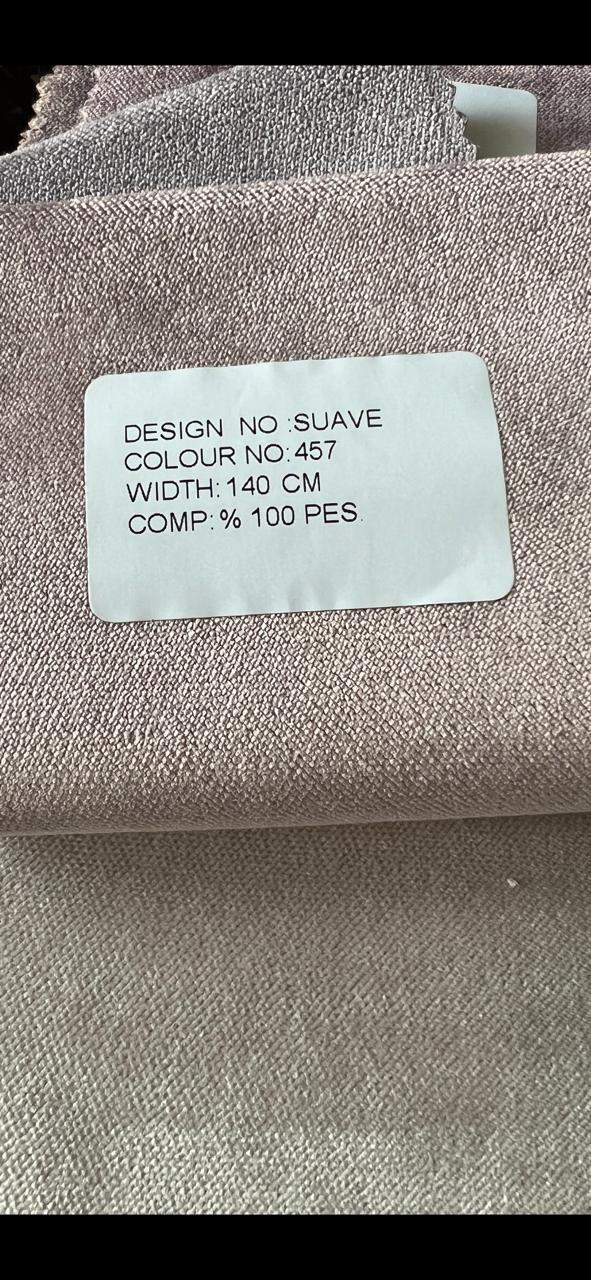 DESIGN NO :SUAVE
COLOUR NO:457
WIDTH:140 CM
COMP:% 100 PES.